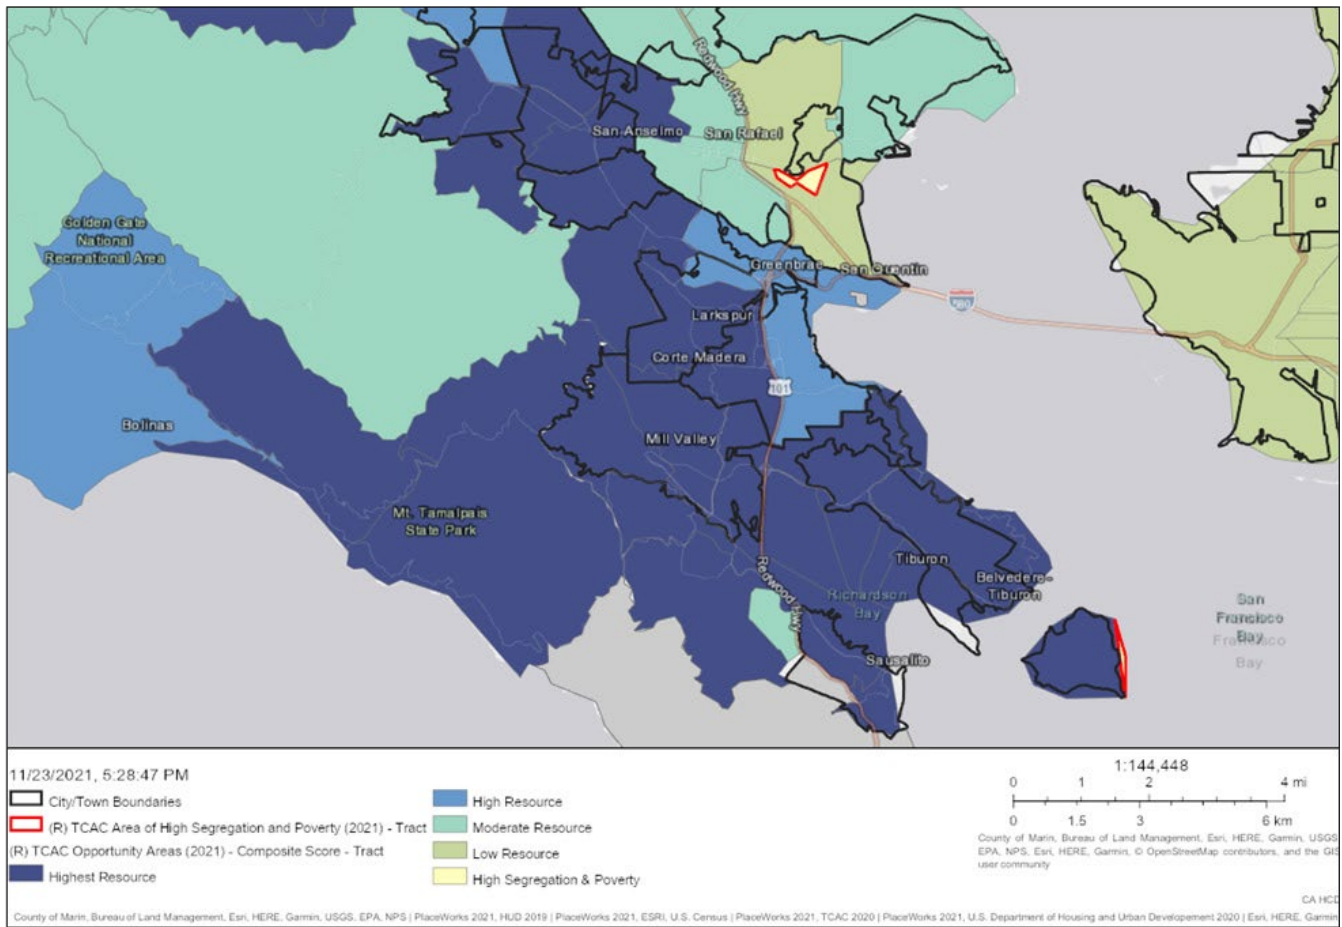 Redwood Hwy
San Anselmo
San Rafael
Golden Gate
National
Recreational Area
Greenbrae
San Quentin
580
Larkspur
Corte Madera
101
Bolinas
Mill Valley
Mt. Tamalpais
State Park
Tiburon
Belvedere-
Tiburon
Redwood Hwy
Richardson
Bay
San
Francisco
Bay
Francisco
Bay
Sausalito
11/23/2021, 5:28:47 PM
City/Town Boundaries
(R) TCAC Area of High Segregation and Poverty (2021) - Tract
(R) TCAC Opportunity Areas (2021) - Composite Score - Tract
Highest Resource
High Resource
Moderate Resource
Low Resource
High Segregation & Poverty
1:144,448
0 1 2 4 mi
0 1.5 3 6 km
County of Marin, Bureau of Land Management, Esri, HERE, Garmin, USGS,
EPA, NPS, Esri, HERE, Garmin, © OpenStreetMap contributors, and the GIS
user community
CA HCD
County of Marin, Bureau of Land Management, Esri, HERE, Garmin, USGS, EPA, NPS | PlaceWorks 2021, HUD 2019 | PlaceWorks 2021, ESRI, U.S. Census | PlaceWorks 2021, TCAC 2020 | PlaceWorks 2021, U.S. Department of Housing and Urban Developement 2020 | Esri, HERE, Garmin